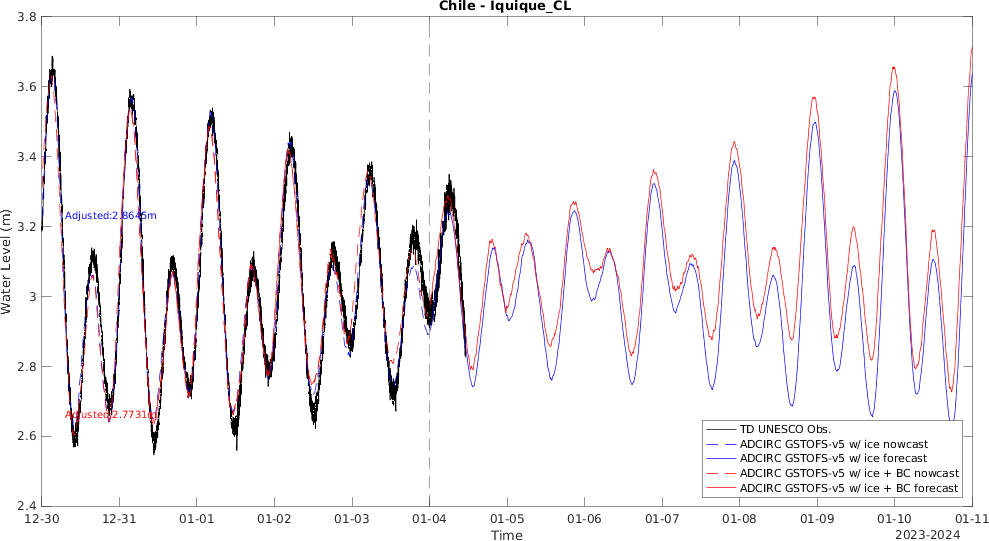 Chile - Iquique_CL
Water Level (m)
3.8
3.6
3.4
3.2
3
2.8
2.6
2.4
Adjusted:2.8645m
Adjusted:2.7731m
TD UNESCO Obs.
ADCIRC GSTOFS-v5 w/ ice nowcast
ADCIRC GSTOFS-v5 w/ ice forecast
ADCIRC GSTOFS-v5 w/ ice + BC nowcast
ADCIRC GSTOFS-v5 w/ ice + BC forecast
12-30 12-31 01-01 01-02 01-03 01-04 01-05 01-06 01-07 01-08 01-09 01-10 01-11
Time
2023-2024